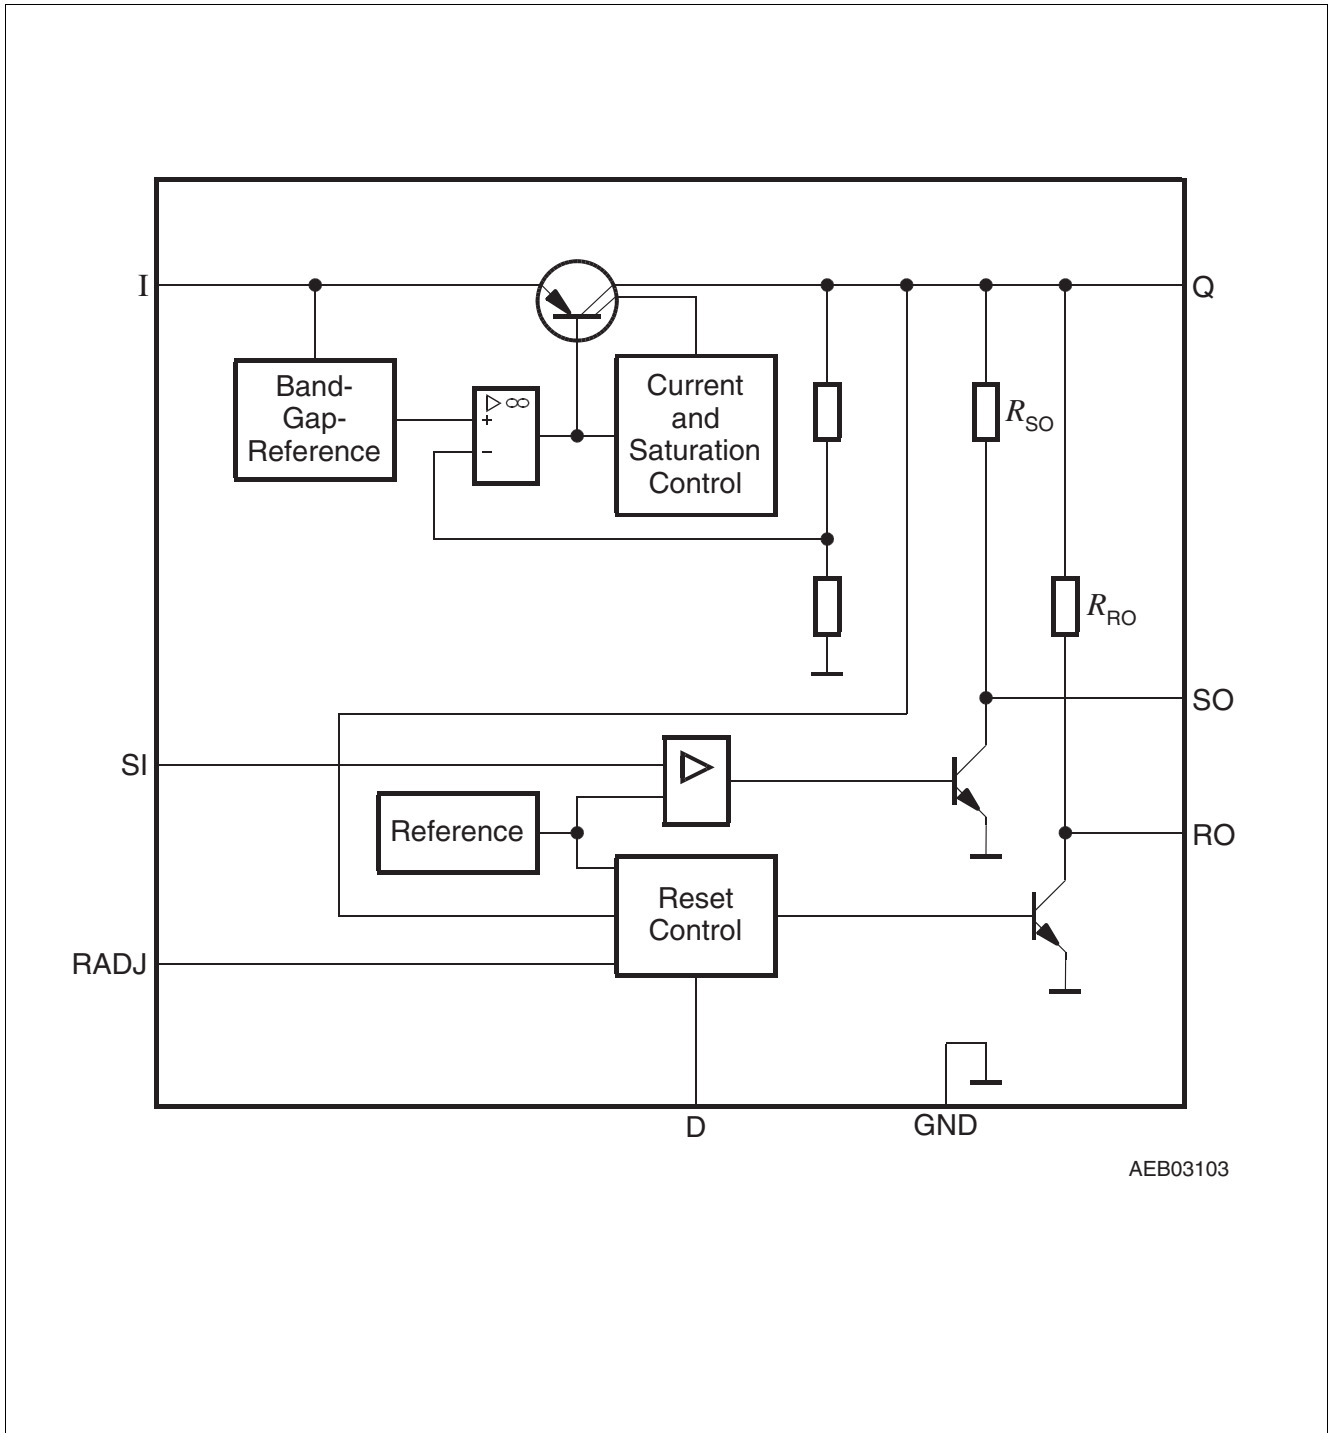 I
Q
Band-
Gap-
Reference
▷ ∞
+
−
Current
and
Saturation
Control
R_SO
R_RO
SO
SI
Reference
RO
Reset
Control
RADJ
D
GND
AEB03103